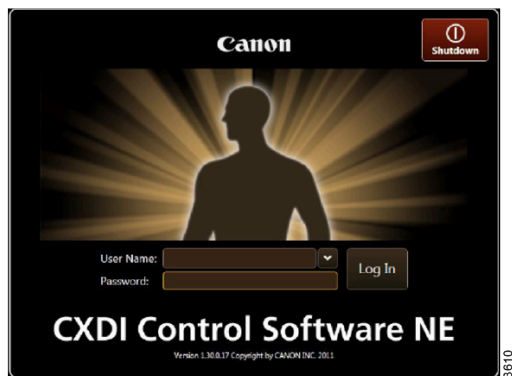 Canon
Shutdown
User Name:
Password:
Log In
CXDI Control Software NE
Version 1.30.0.17 Copyright by CANON INC. 2011